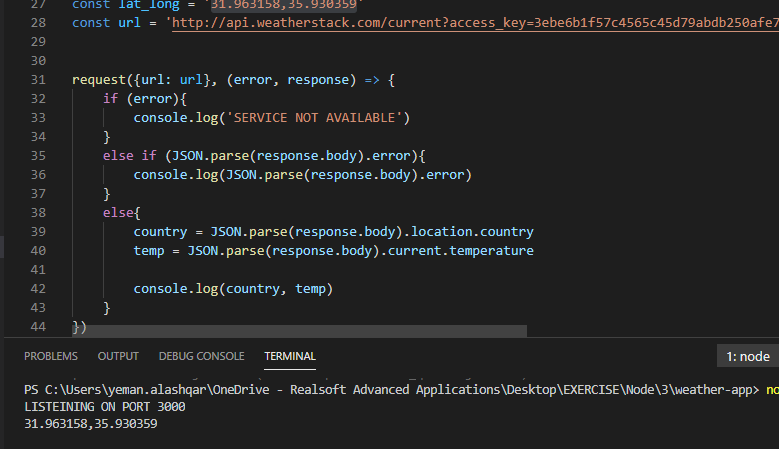 27 const lat_long = '31.963158,35.930359'
28 const url = 'http://api.weatherstack.com/current?access_key=3ebe6b1f57c4565c45d79abdb250afe7
29
30
31 request({url: url}, (error, response) => {
32 if (error){
33 console.log('SERVICE NOT AVAILABLE')
34 }
35 else if (JSON.parse(response.body).error){
36 console.log(JSON.parse(response.body).error)
37 }
38 else{
39 country = JSON.parse(response.body).location.country
40 temp = JSON.parse(response.body).current.temperature
41
42 console.log(country, temp)
43 }
44 })
PROBLEMS OUTPUT DEBUG CONSOLE TERMINAL 1: node
PS C:\Users\yeman.alashqar\OneDrive - Realsoft Advanced Applications\Desktop\EXERCISE\Node\3\weather-app> no
LISTEINING ON PORT 3000
31.963158,35.930359